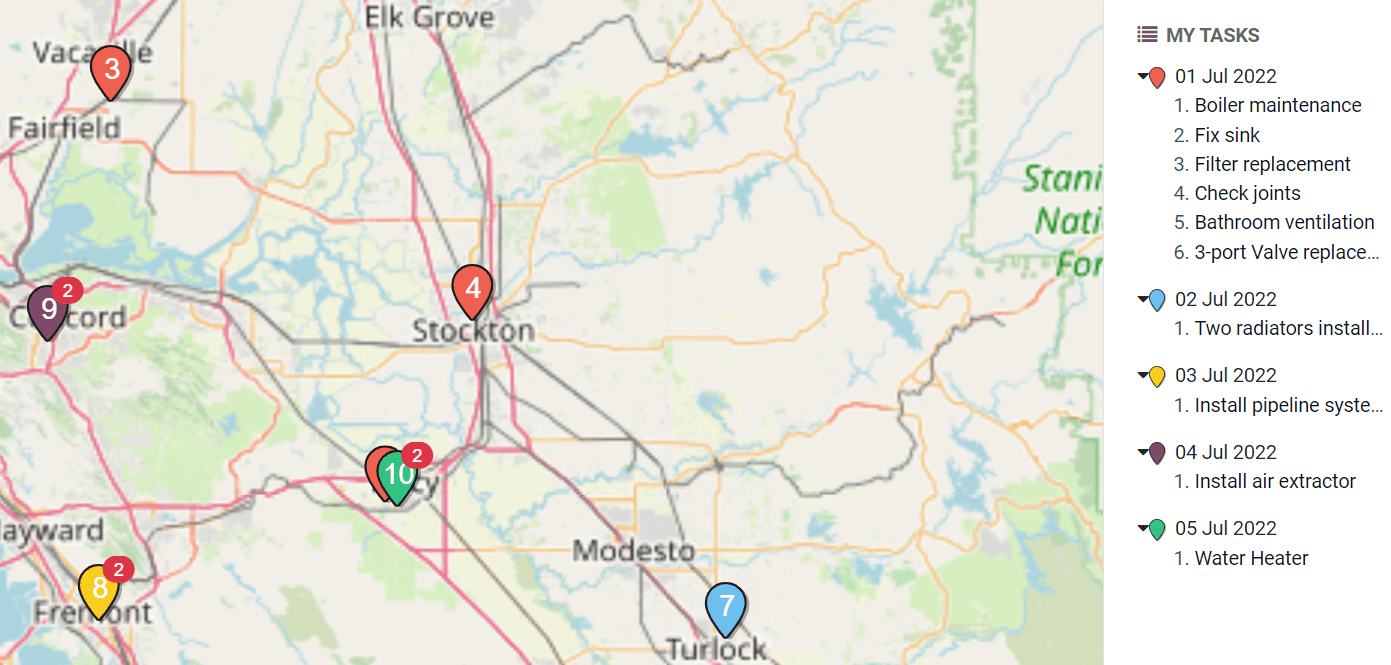 Elk Grove
Vacaville
3
Fairfield
Stani
Nati
For
2
9
Concord
4
Stockton
2
10
Tracy
Hayward
Modesto
2
8
Fremont
7
Turlock
MY TASKS
01 Jul 2022
1. Boiler maintenance
2. Fix sink
3. Filter replacement
4. Check joints
5. Bathroom ventilation
6. 3-port Valve replace...
02 Jul 2022
1. Two radiators install...
03 Jul 2022
1. Install pipeline syste...
04 Jul 2022
1. Install air extractor
05 Jul 2022
1. Water Heater